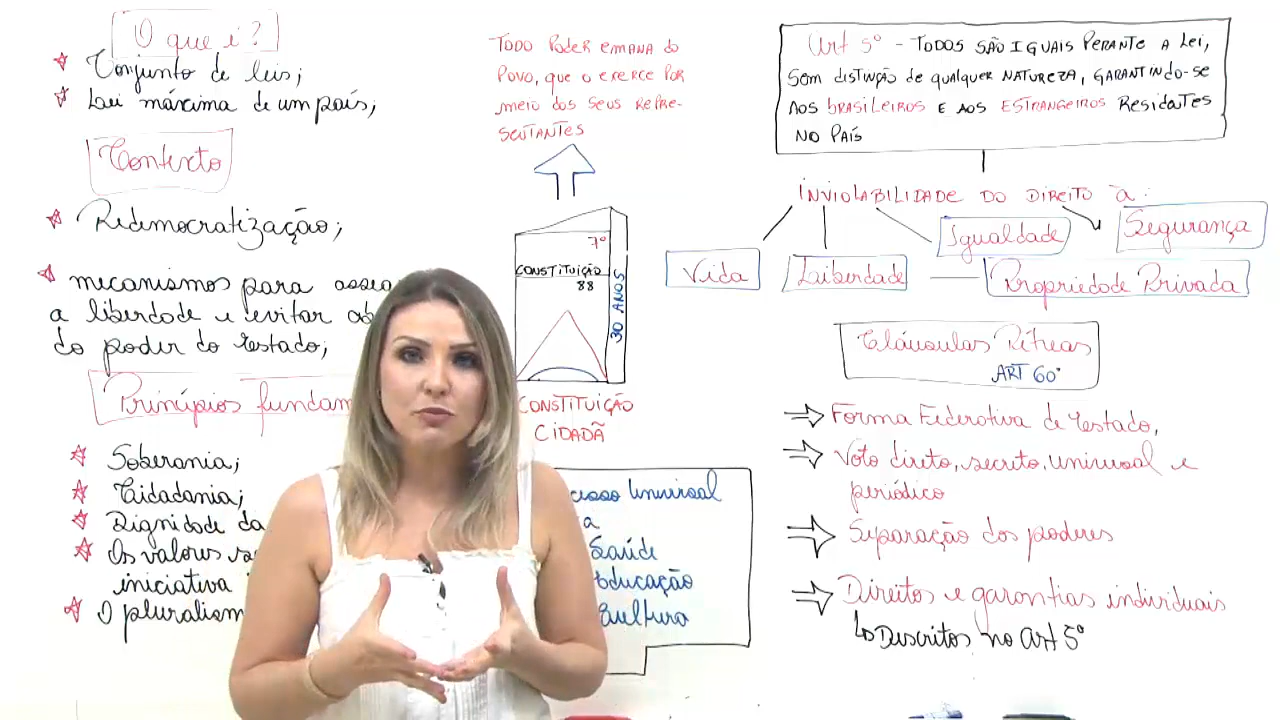 O que é?
Conjunto de leis;
Lei máxima de um país;
Contexto
Redemocratização;
mecanismos para
a liberdade e evitar
do poder do Estado;
Princípios
Soberania;
Cidadania;
Dignidade da
Os valores
iniciativa
O
TODO PODER EMANA do
POVO, QUE O EXERCE POR
MEIO DOS SEUS REPRE-
SENTANTES
7º
CONSTITUIÇÃO
88
30 ANOS
CONSTITUIÇÃO
CIDADÃ
Universal
a
Saúde
Educação
Cultura
Art 5º - TODOS SÃO IGUAIS PERANTE A LEI,
SEM DISTINÇÃO DE QUALQUER NATUREZA, GARANTINDO-SE
AOS BRASILEIROS E AOS ESTRANGEIROS RESIDENTES
NO PAÍS
INVIOLABILIDADE DO DIREITO à:
Vida
Liberdade
Igualdade
Segurança
Propriedade Privada
Cláusulas Pétreas
ART 60º
Forma Federativa de Estado,
Voto direto, secreto, universal e
periódico
Separação dos poderes
Direitos e garantias individuais
Descritos no art 5º